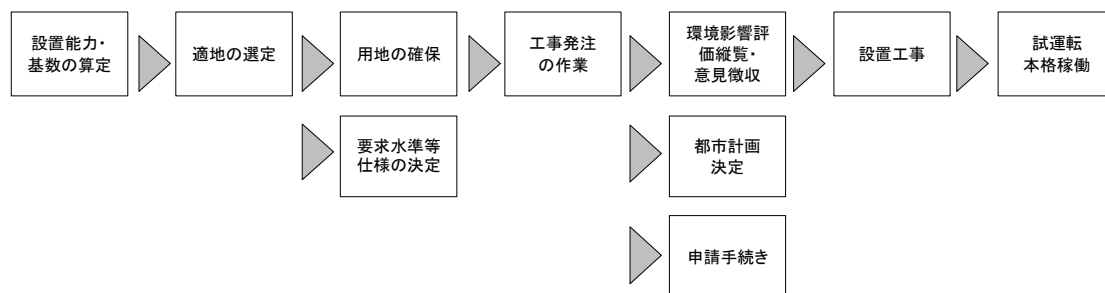 設置能力・
基数の算定
適地の選定
用地の確保
工事発注
の作業
環境影響評
価縦覧・
意見徴収
設置工事
試運転
本格稼働
要求水準等
仕様の決定
都市計画
決定
申請手続き